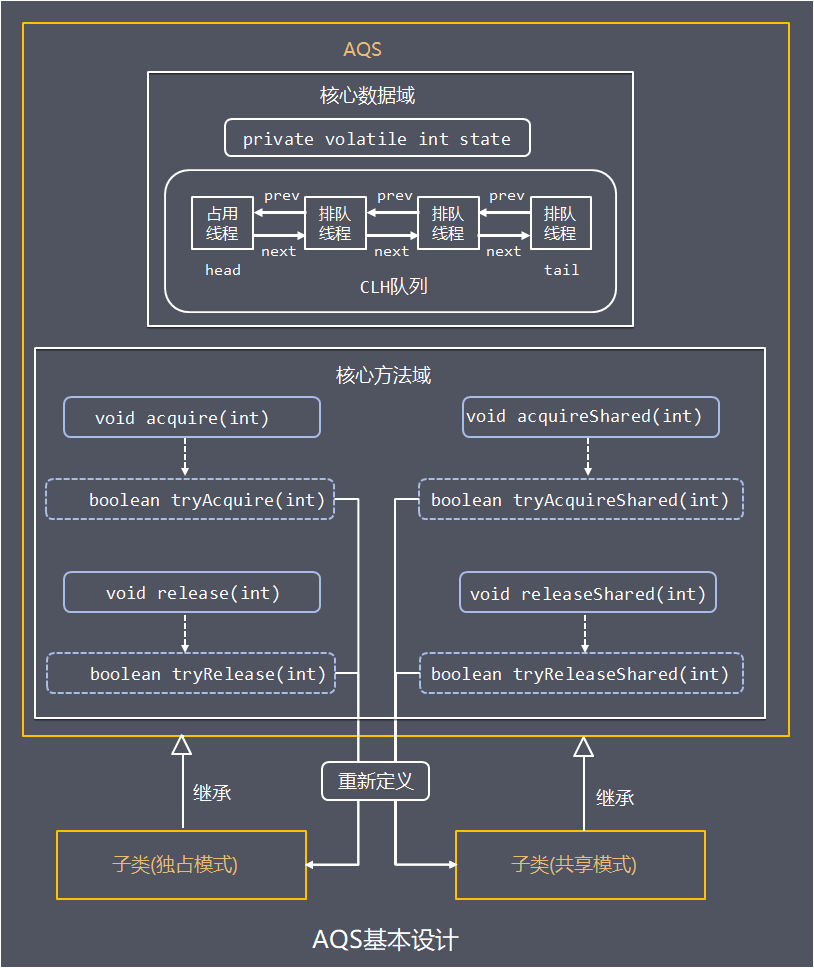 AQS
核心数据域
private volatile int state
prev prev prev
占用 排队 排队 排队
线程 线程 线程 线程
next next next
head tail
CLH队列
核心方法域
void acquire(int)
void acquireShared(int)
boolean tryAcquire(int)
boolean tryAcquireShared(int)
void release(int)
void releaseShared(int)
boolean tryRelease(int)
boolean tryReleaseShared(int)
重新定义
继承
继承
子类(独占模式)
子类(共享模式)
AQS基本设计